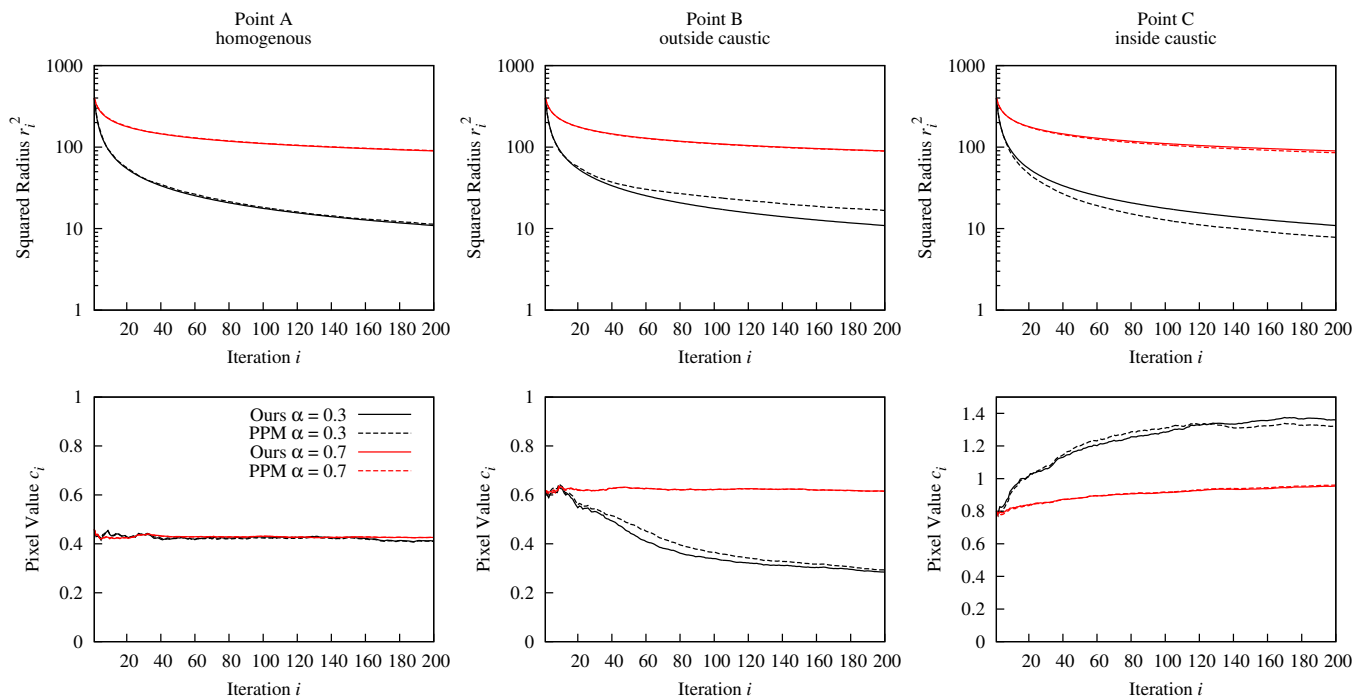 Point A
homogenous
Point B
outside caustic
Point C
inside caustic
Squared Radius r_i^2
1000
100
10
1
20 40 60 80 100 120 140 160 180 200
Iteration i
Squared Radius r_i^2
1000
100
10
1
20 40 60 80 100 120 140 160 180 200
Iteration i
Squared Radius r_i^2
1000
100
10
1
20 40 60 80 100 120 140 160 180 200
Iteration i
Pixel Value c_i
1
0.8
0.6
0.4
0.2
0
Ours α = 0.3
PPM α = 0.3
Ours α = 0.7
PPM α = 0.7
20 40 60 80 100 120 140 160 180 200
Iteration i
Pixel Value c_i
1
0.8
0.6
0.4
0.2
0
20 40 60 80 100 120 140 160 180 200
Iteration i
Pixel Value c_i
1.4
1.2
1
0.8
0.6
0.4
0.2
0
20 40 60 80 100 120 140 160 180 200
Iteration i